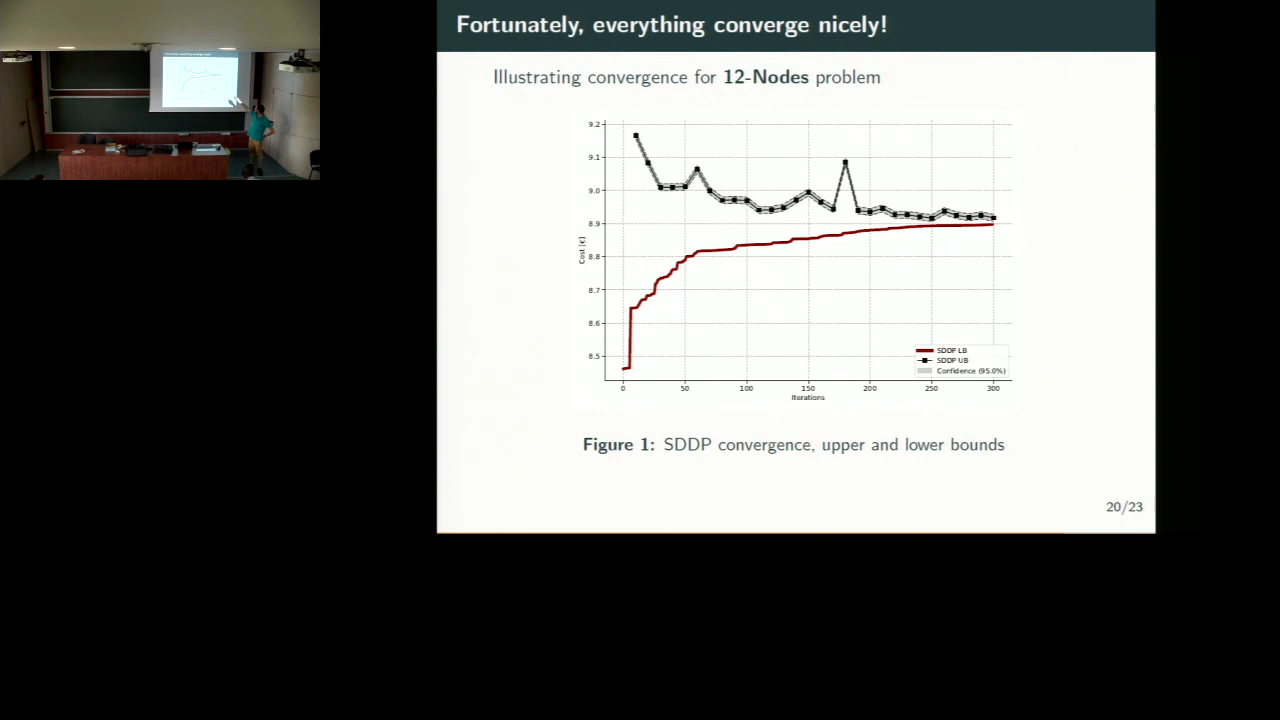 Fortunately, everything converge nicely!
Illustrating convergence for 12-Nodes problem
9.2
9.1
9.0
8.9
8.8
8.7
8.6
8.5
Cost [€]
0 50 100 150 200 250 300
Iterations
SDDP LB
SDDP UB
Confidence (95.0%)
Figure 1: SDDP convergence, upper and lower bounds
20/23